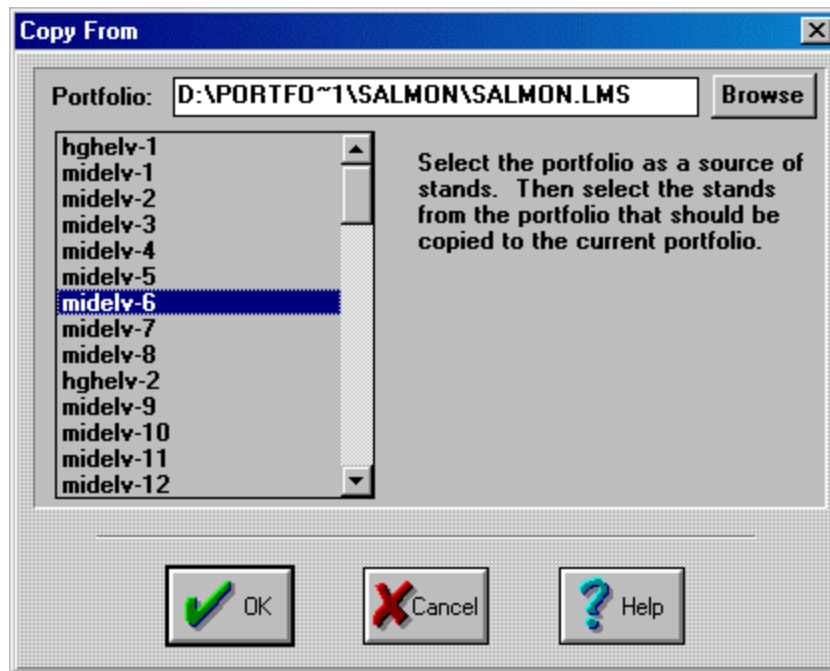 Copy From
Portfolio: D:\PORTFO~1\SALMON\SALMON.LMS Browse
hghelv-1
midelv-1
midelv-2
midelv-3
midelv-4
midelv-5
midelv-6
midelv-7
midelv-8
hghelv-2
midelv-9
midelv-10
midelv-11
midelv-12
Select the portfolio as a source of
stands. Then select the stands
from the portfolio that should be
copied to the current portfolio.
OK Cancel Help